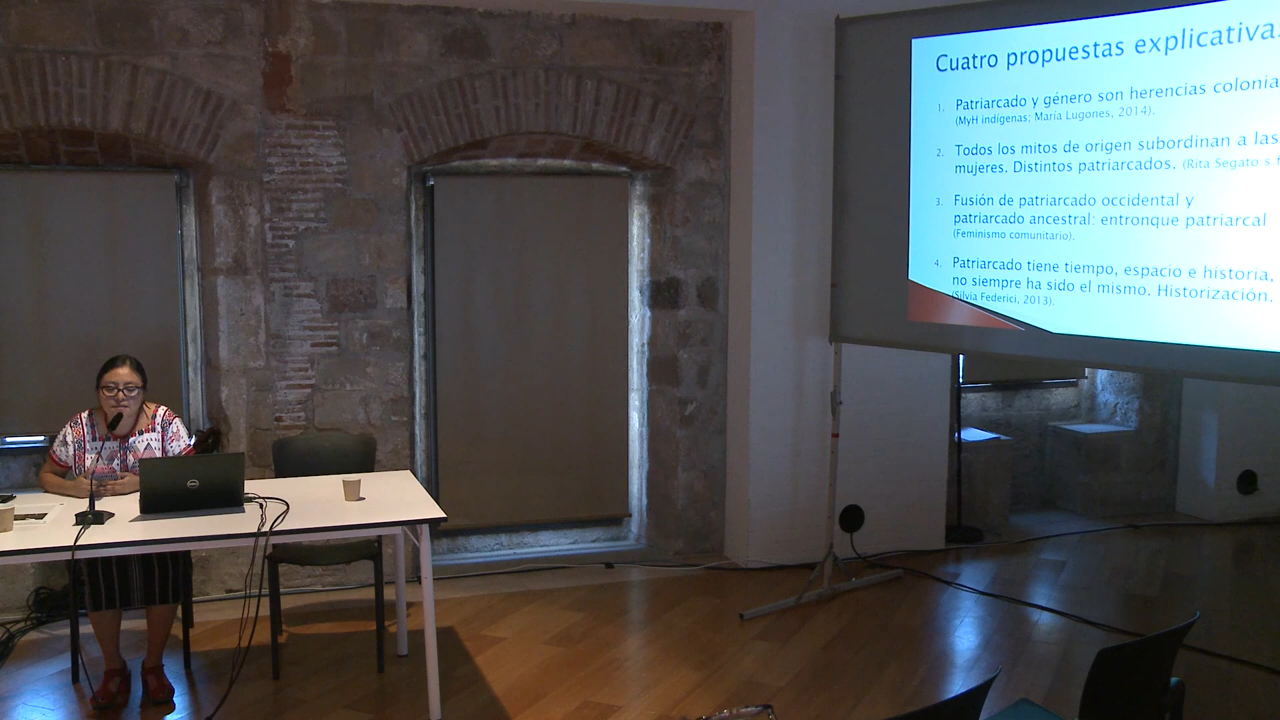 Cuatro propuestas explicativas
1. Patriarcado y género son herencias colonia
(MyH indígenas; María Lugones, 2014).
2. Todos los mitos de origen subordinan a las
mujeres. Distintos patriarcados. (Rita Segato s.f
3. Fusión de patriarcado occidental y
patriarcado ancestral: entronque patriarcal
(Feminismo comunitario).
4. Patriarcado tiene tiempo, espacio e historia,
no siempre ha sido el mismo. Historización.
(Silvia Federici, 2013).
DELL